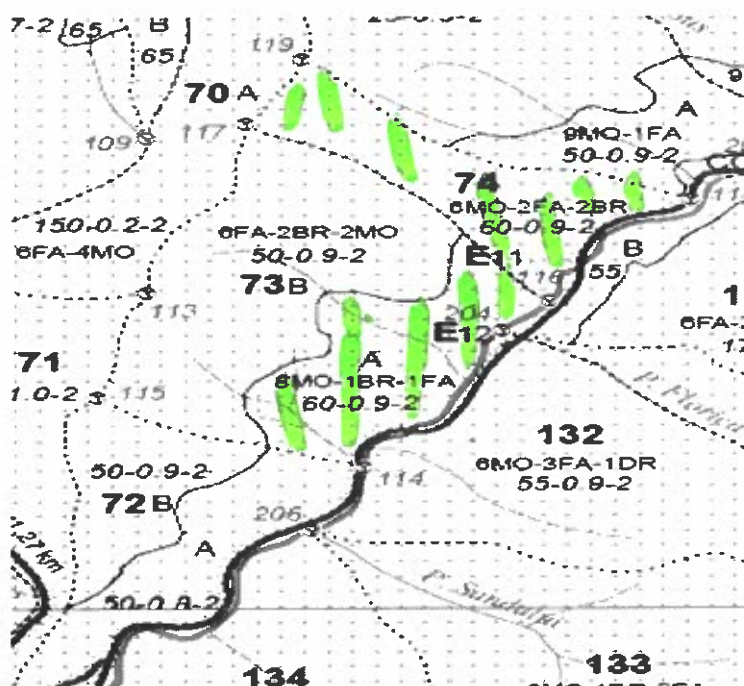 7-2
65
B
65
119
70 A
109
117
A
9
9MO-1FA
50-0.9-2
74
6MO-2FA-2BR
60-0.9-2
150-0.2-2
6FA-4MO
6FA-2BR-2MO
50-0.9-2
73B
E11
116
55
B
113
204
E12
71
1.0-2
115
A
8MO-1BR-1FA
60-0.9-2
132
6MO-3FA-1DR
55-0.9-2
50-0.9-2
72B
114
206
A
50-0.8-2
134
133